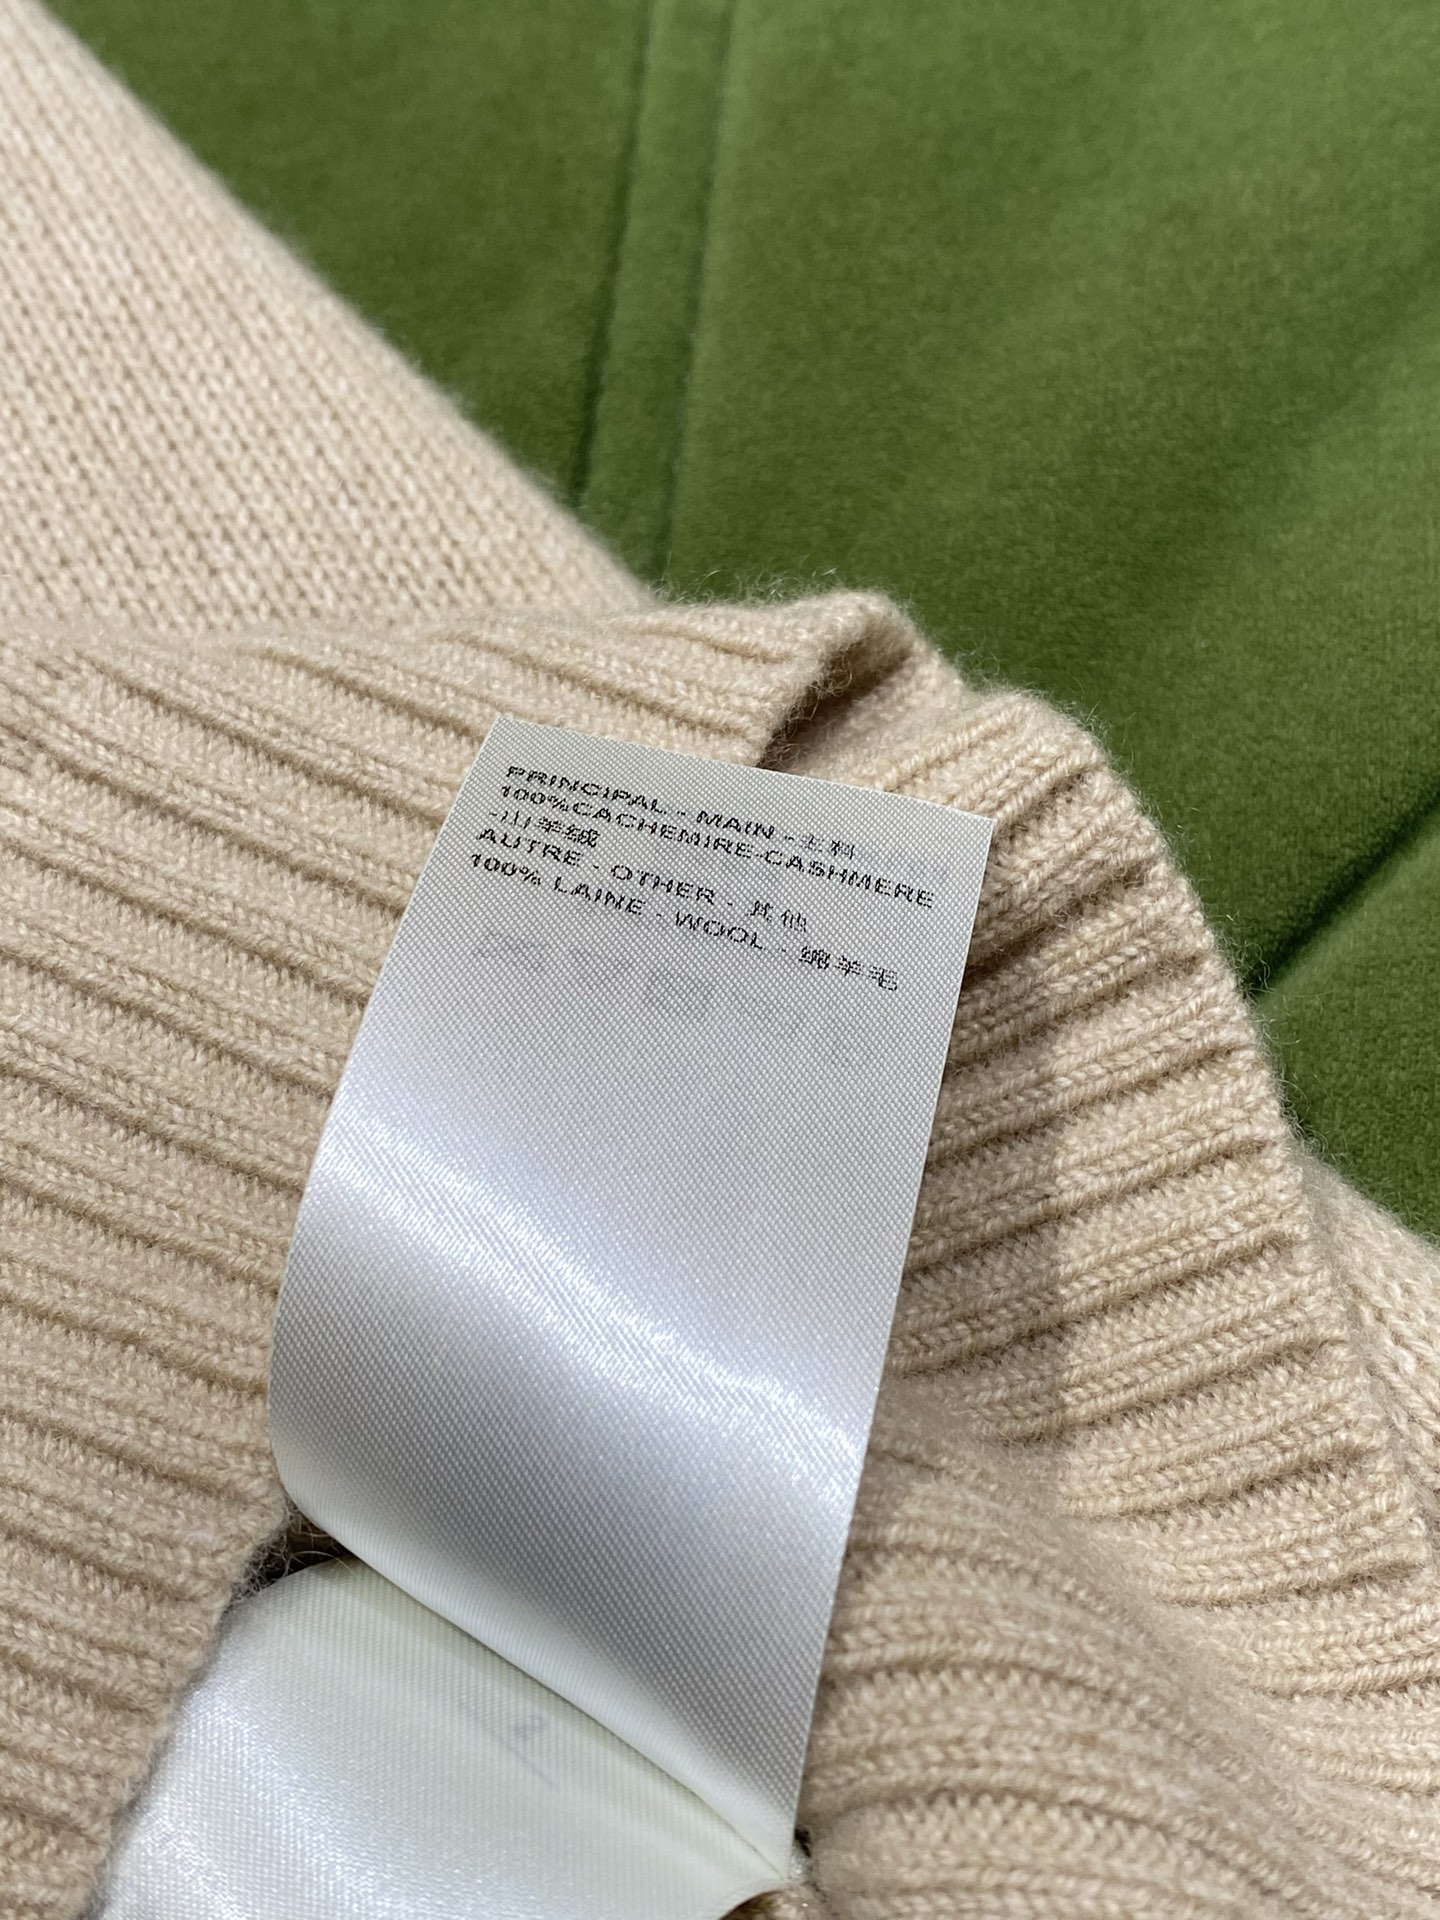 PRINCIPAL - MAIN - 主料
100%CACHEMIRE-CASHMERE
-山羊绒
AUTRE - OTHER - 其他
100% LAINE - WOOL - 绵羊毛